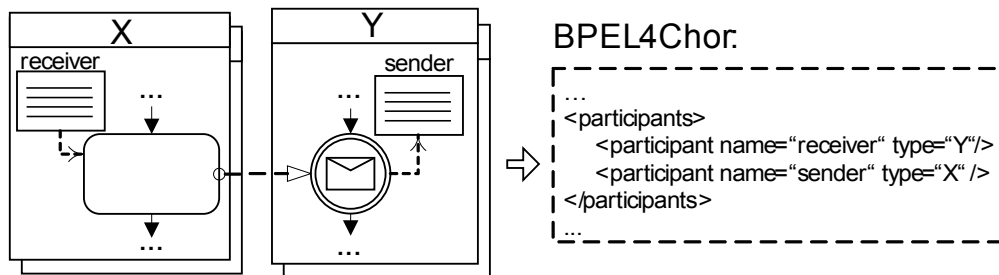 X
receiver
...
...
Y
sender
...
...
BPEL4Chor:
...
<participants>
<participant name=“receiver“ type=“Y“/>
<participant name=“sender“ type=“X“ />
</participants>
...